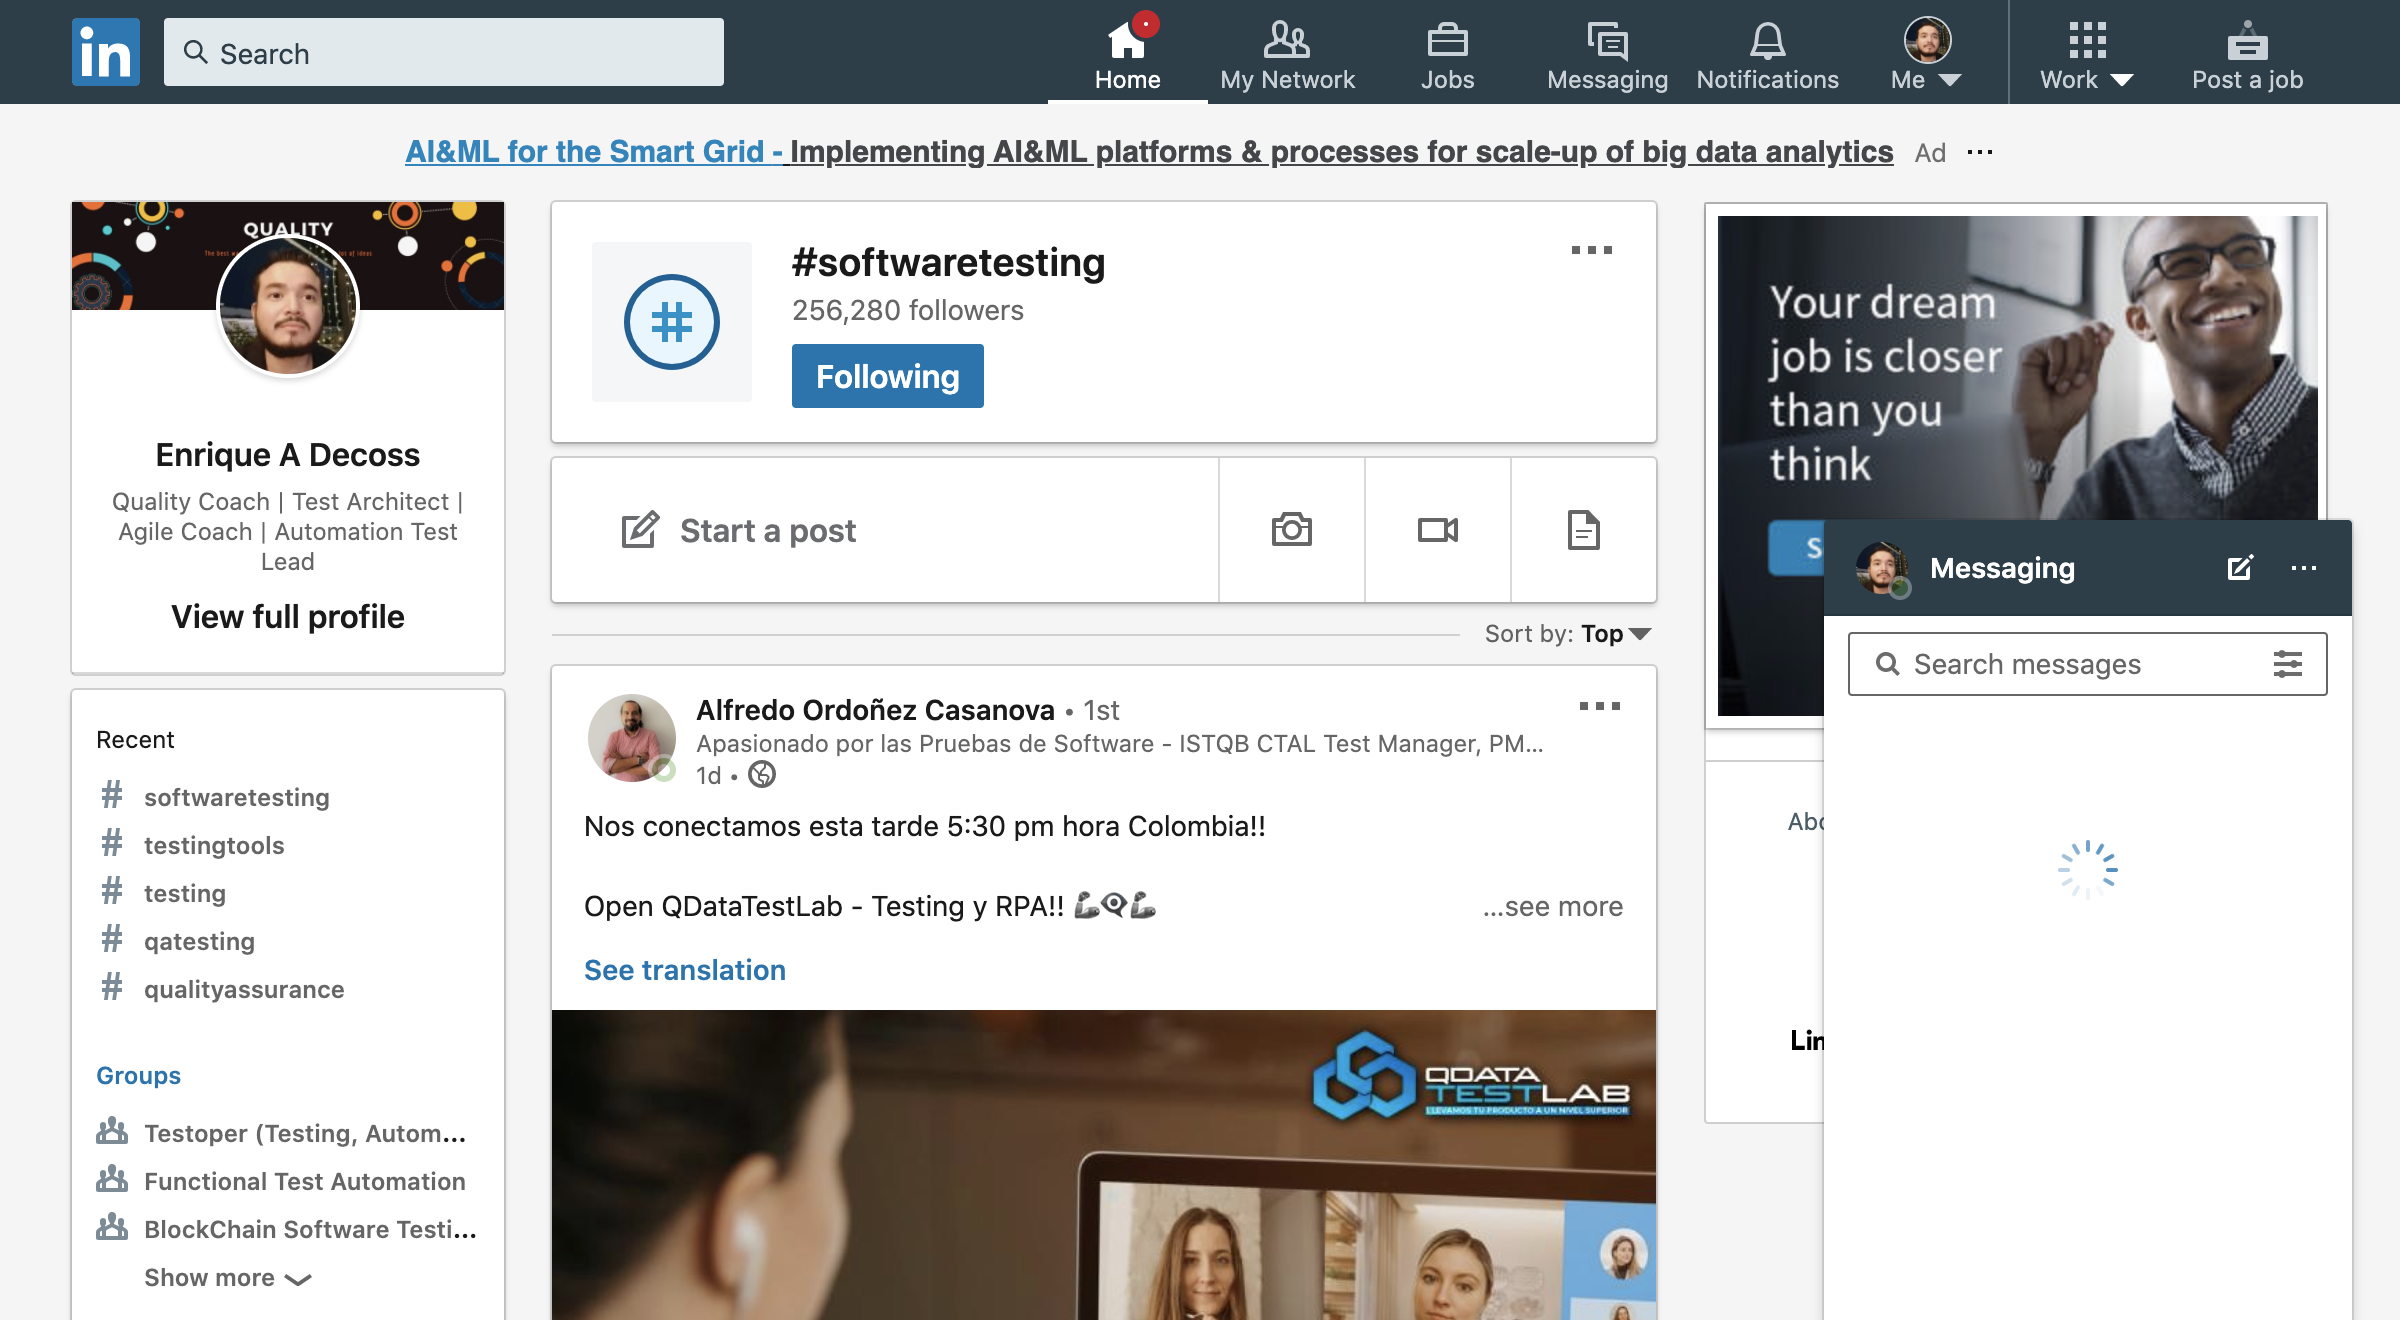 in
Search
Home
My Network
Jobs
Messaging
Notifications
Me
Work
Post a job
AI&ML for the Smart Grid - Implementing AI&ML platforms & processes for scale-up of big data analytics
Ad
QUALITY
Enrique A Decoss
Quality Coach | Test Architect |
Agile Coach | Automation Test
Lead
View full profile
Recent
# softwaretesting
# testingtools
# testing
# qatesting
# qualityassurance
Groups
Testoper (Testing, Autom...
Functional Test Automation
BlockChain Software Testi...
Show more
#
#softwaretesting
256,280 followers
Following
Start a post
Sort by: Top
Alfredo Ordoñez Casanova • 1st
Apasionado por las Pruebas de Software - ISTQB CTAL Test Manager, PM...
1d •
Nos conectamos esta tarde 5:30 pm hora Colombia!!
Open QDataTestLab - Testing y RPA!! 🦾👁️🦾
...see more
See translation
QDATA
TESTLAB
LLEVAMOS TU PRODUCTO A UN NIVEL SUPERIOR
Your dream
job is closer
than you
think
Messaging
Search messages